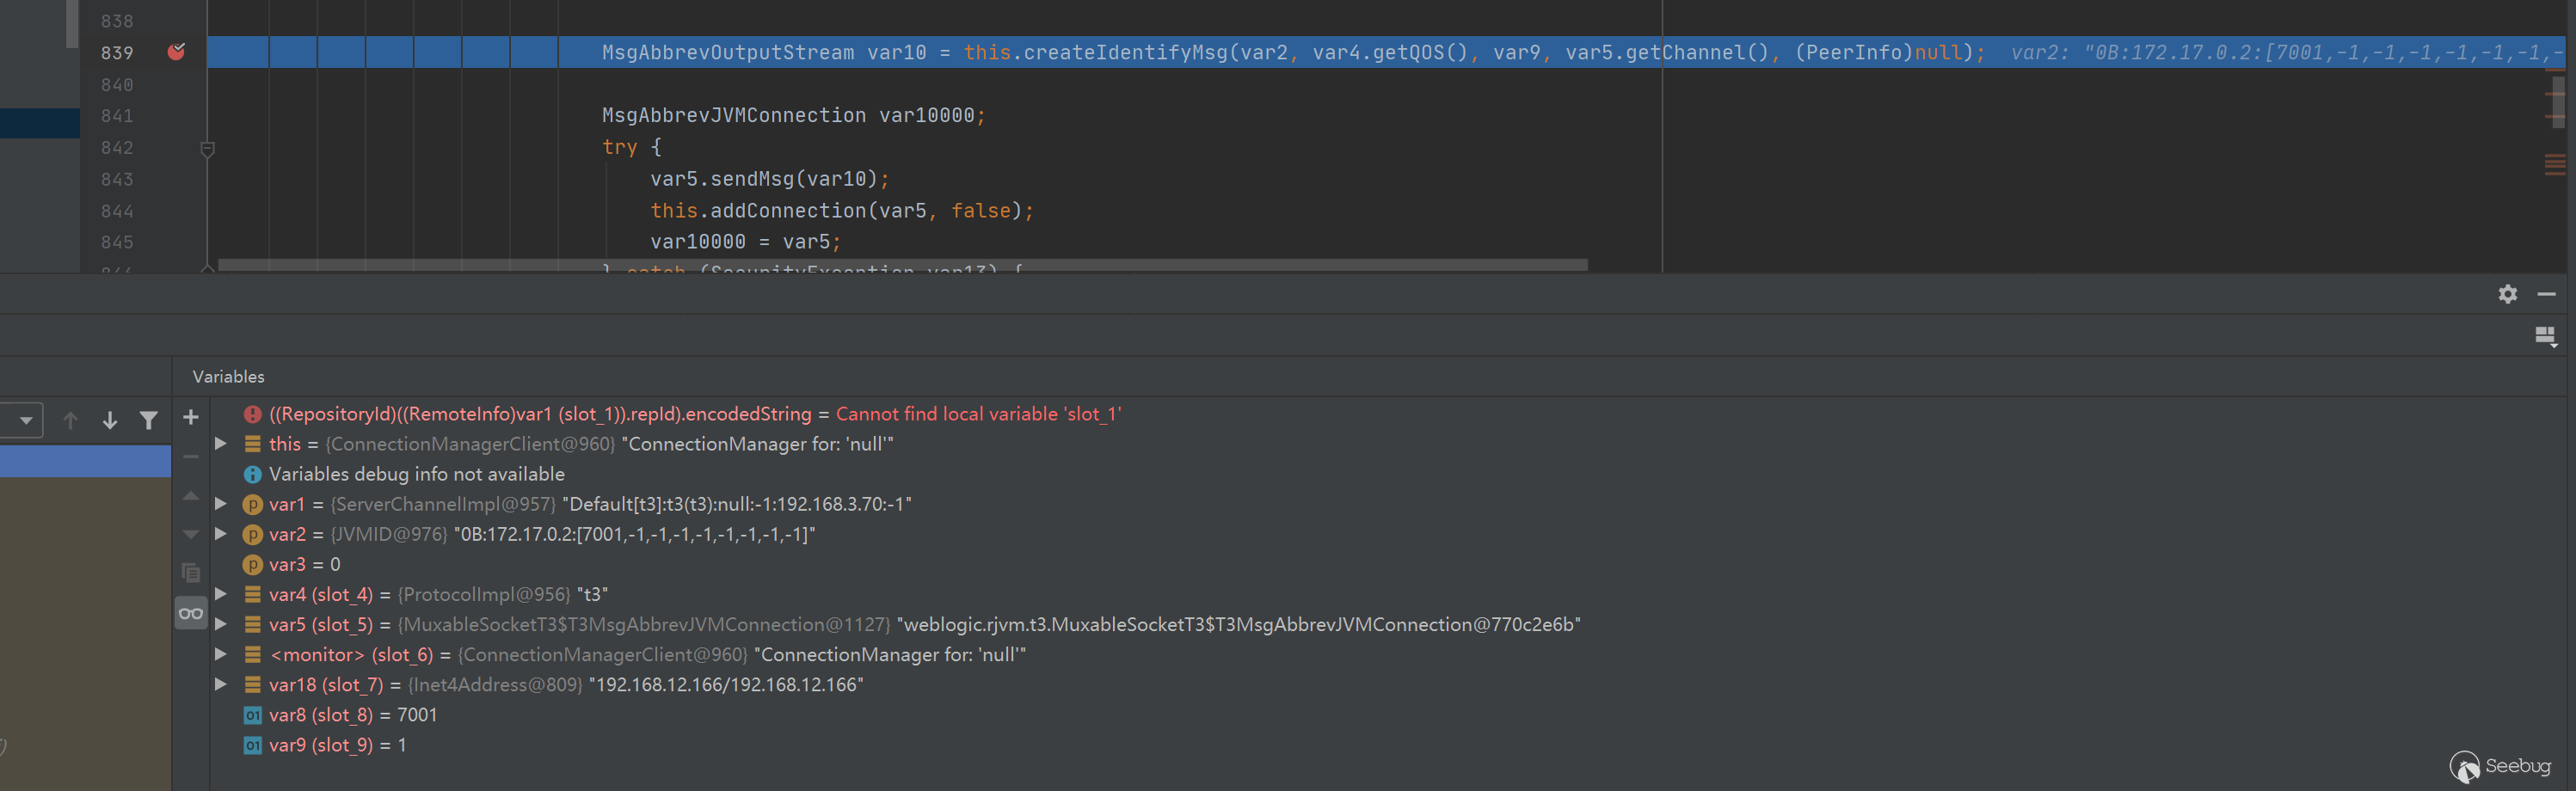 838
839 MsgAbbrevOutputStream var10 = this.createIdentifyMsg(var2, var4.getQOS(), var9, var5.getChannel(), (PeerInfo)null); var2: "0B:172.17.0.2:[7001,-1,-1,-1,-1,-1,-1,-
840
841 MsgAbbrevJVMConnection var10000;
842 try {
843 var5.sendMsg(var10);
844 this.addConnection(var5, false);
845 var10000 = var5;
} catch (SecurityException var13) {
Variables
((RepositoryId)((RemoteInfo)var1 (slot_1)).repId).encodedString = Cannot find local variable 'slot_1'
this = {ConnectionManagerClient@960} "ConnectionManager for: 'null'"
Variables debug info not available
var1 = {ServerChannelImpl@957} "Default[t3]:t3(t3):null:-1:192.168.3.70:-1"
var2 = {JVMID@976} "0B:172.17.0.2:[7001,-1,-1,-1,-1,-1,-1,-1,-1]"
var3 = 0
var4 (slot_4) = {ProtocolImpl@956} "t3"
var5 (slot_5) = {MuxableSocketT3$T3MsgAbbrevJVMConnection@1127} "weblogic.rjvm.t3.MuxableSocketT3$T3MsgAbbrevJVMConnection@770c2e6b"
<monitor> (slot_6) = {ConnectionManagerClient@960} "ConnectionManager for: 'null'"
var18 (slot_7) = {Inet4Address@809} "192.168.12.166/192.168.12.166"
var8 (slot_8) = 7001
var9 (slot_9) = 1
Seebug